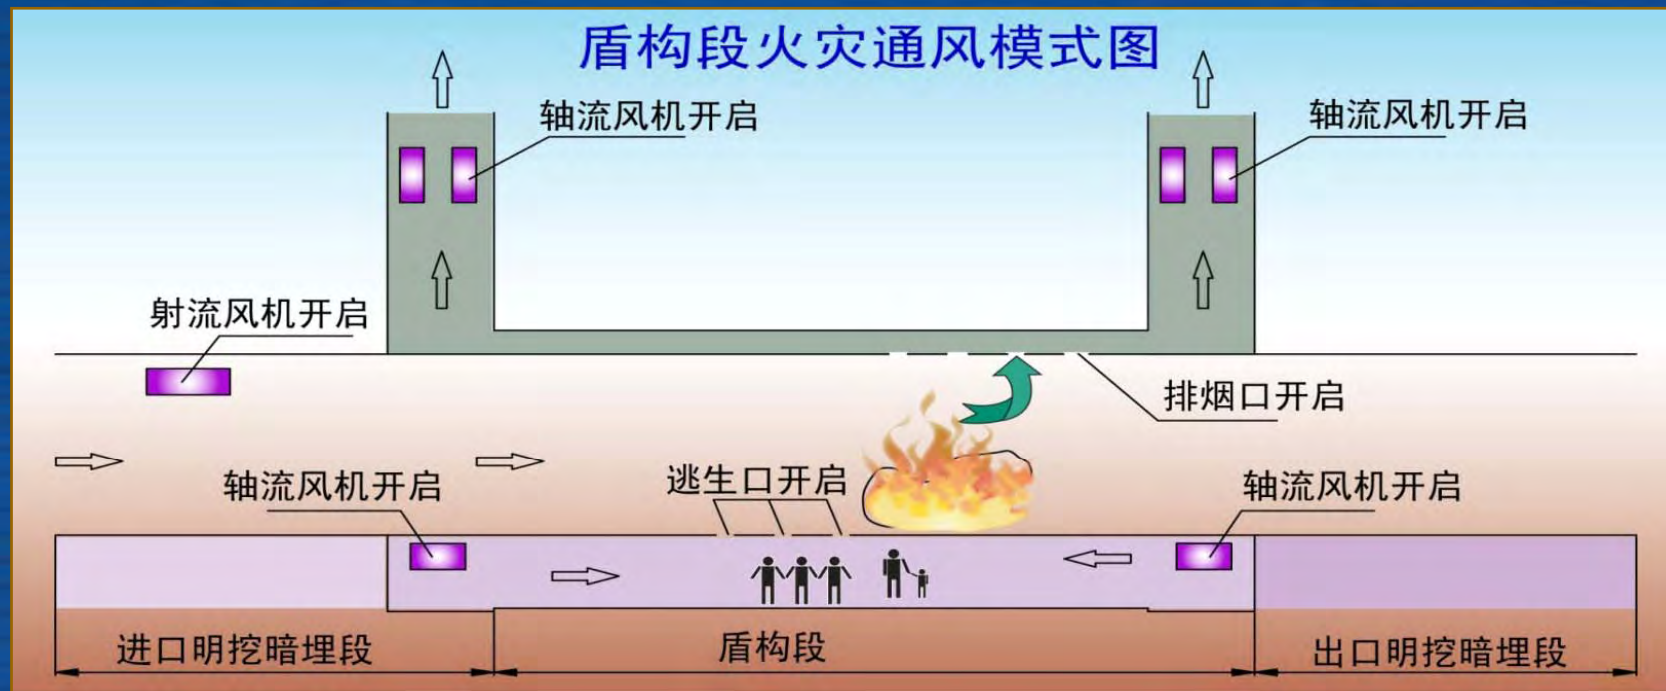 盾构段火灾通风模式图
轴流风机开启
轴流风机开启
射流风机开启
排烟口开启
轴流风机开启
逃生口开启
轴流风机开启
进口明挖暗埋段
盾构段
出口明挖暗埋段